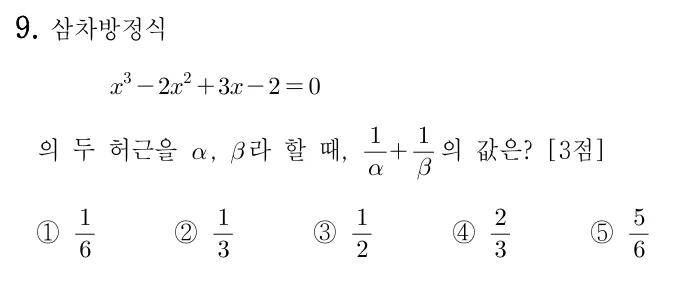 9. 삼차방정식
x³-2x²+3x-2=0
의 두 허근을 α, β라 할 때, 1/α+1/β의 값은? [3점]
① 1/6 ② 1/3 ③ 1/2 ④ 2/3 ⑤ 5/6